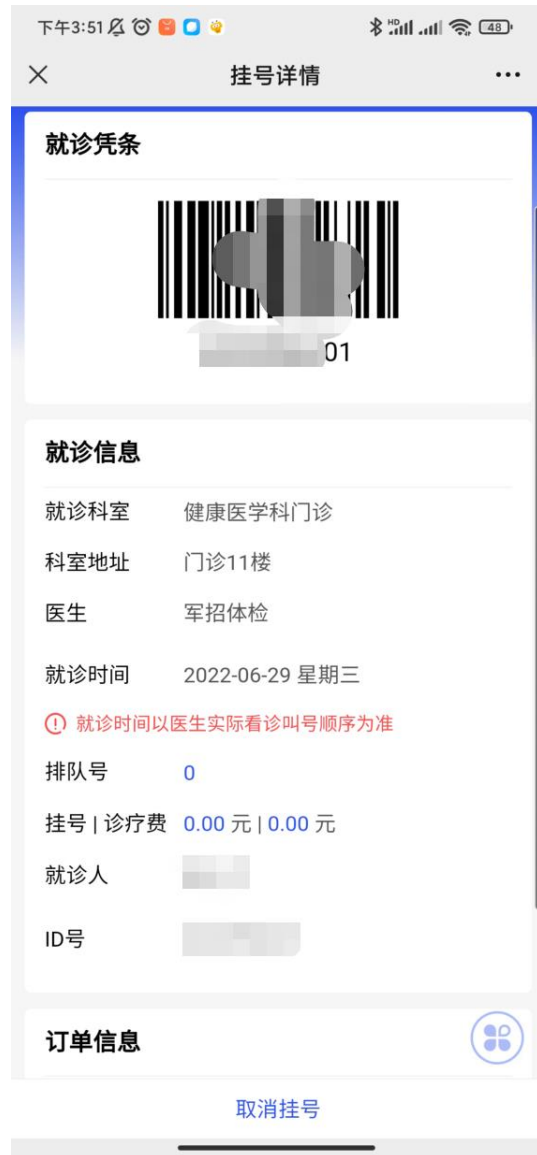 下午3:51
HD
48
挂号详情
就诊凭条
01
就诊信息
就诊科室 健康医学科门诊
科室地址 门诊11楼
医生 军招体检
就诊时间 2022-06-29 星期三
就诊时间以医生实际看诊叫号顺序为准
排队号 0
挂号 | 诊疗费 0.00 元 | 0.00 元
就诊人
ID号
订单信息
取消挂号